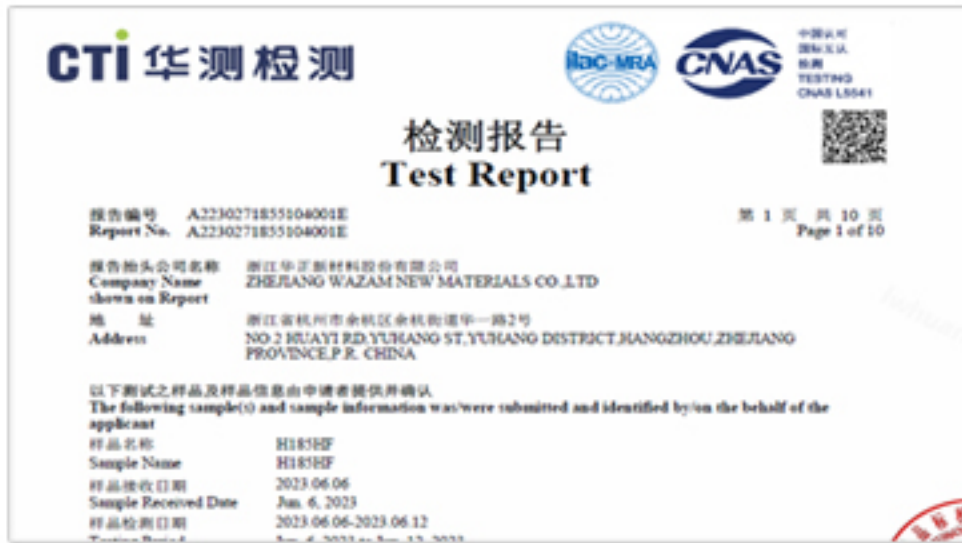 CTI 华测检测
ilac-MRA
CNAS
中国认可
国际互认
检测
TESTING
CNAS L5541
检测报告
Test Report
报告编号 A2230271855104001E
Report No. A2230271855104001E
第 1 页 共 10 页
Page 1 of 10
报告抬头公司名称 浙江华正新材料股份有限公司
Company Name ZHEJIANG WAZAM NEW MATERIALS CO.,LTD
shown on Report
地 址 浙江省杭州市余杭区余杭街道华一路2号
Address NO.2 HUAYI RD,YUHANG ST,YUHANG DISTRICT,HANGZHOU,ZHEJIANG
PROVINCE,P.R. CHINA
以下测试之样品及样品信息由申请者提供并确认
The following sample(s) and sample information was/were submitted and identified by/on the behalf of the
applicant
样品名称 H185HF
Sample Name H185HF
样品接收日期 2023.06.06
Sample Received Date Jun. 6, 2023
样品检测日期 2023.06.06-2023.06.12
Testing Period Jun. 6, 2023 to Jun. 12, 2023